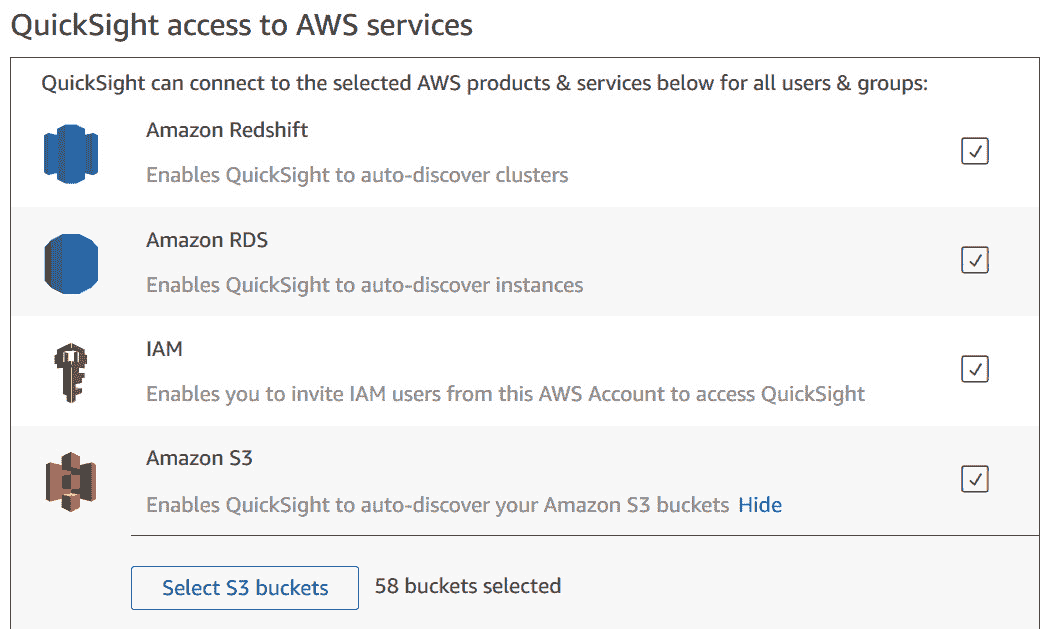 QuickSight access to AWS services
QuickSight can connect to the selected AWS products & services below for all users & groups:
Amazon Redshift
Enables QuickSight to auto-discover clusters
Amazon RDS
Enables QuickSight to auto-discover instances
IAM
Enables you to invite IAM users from this AWS Account to access QuickSight
Amazon S3
Enables QuickSight to auto-discover your Amazon S3 buckets Hide
Select S3 buckets 58 buckets selected